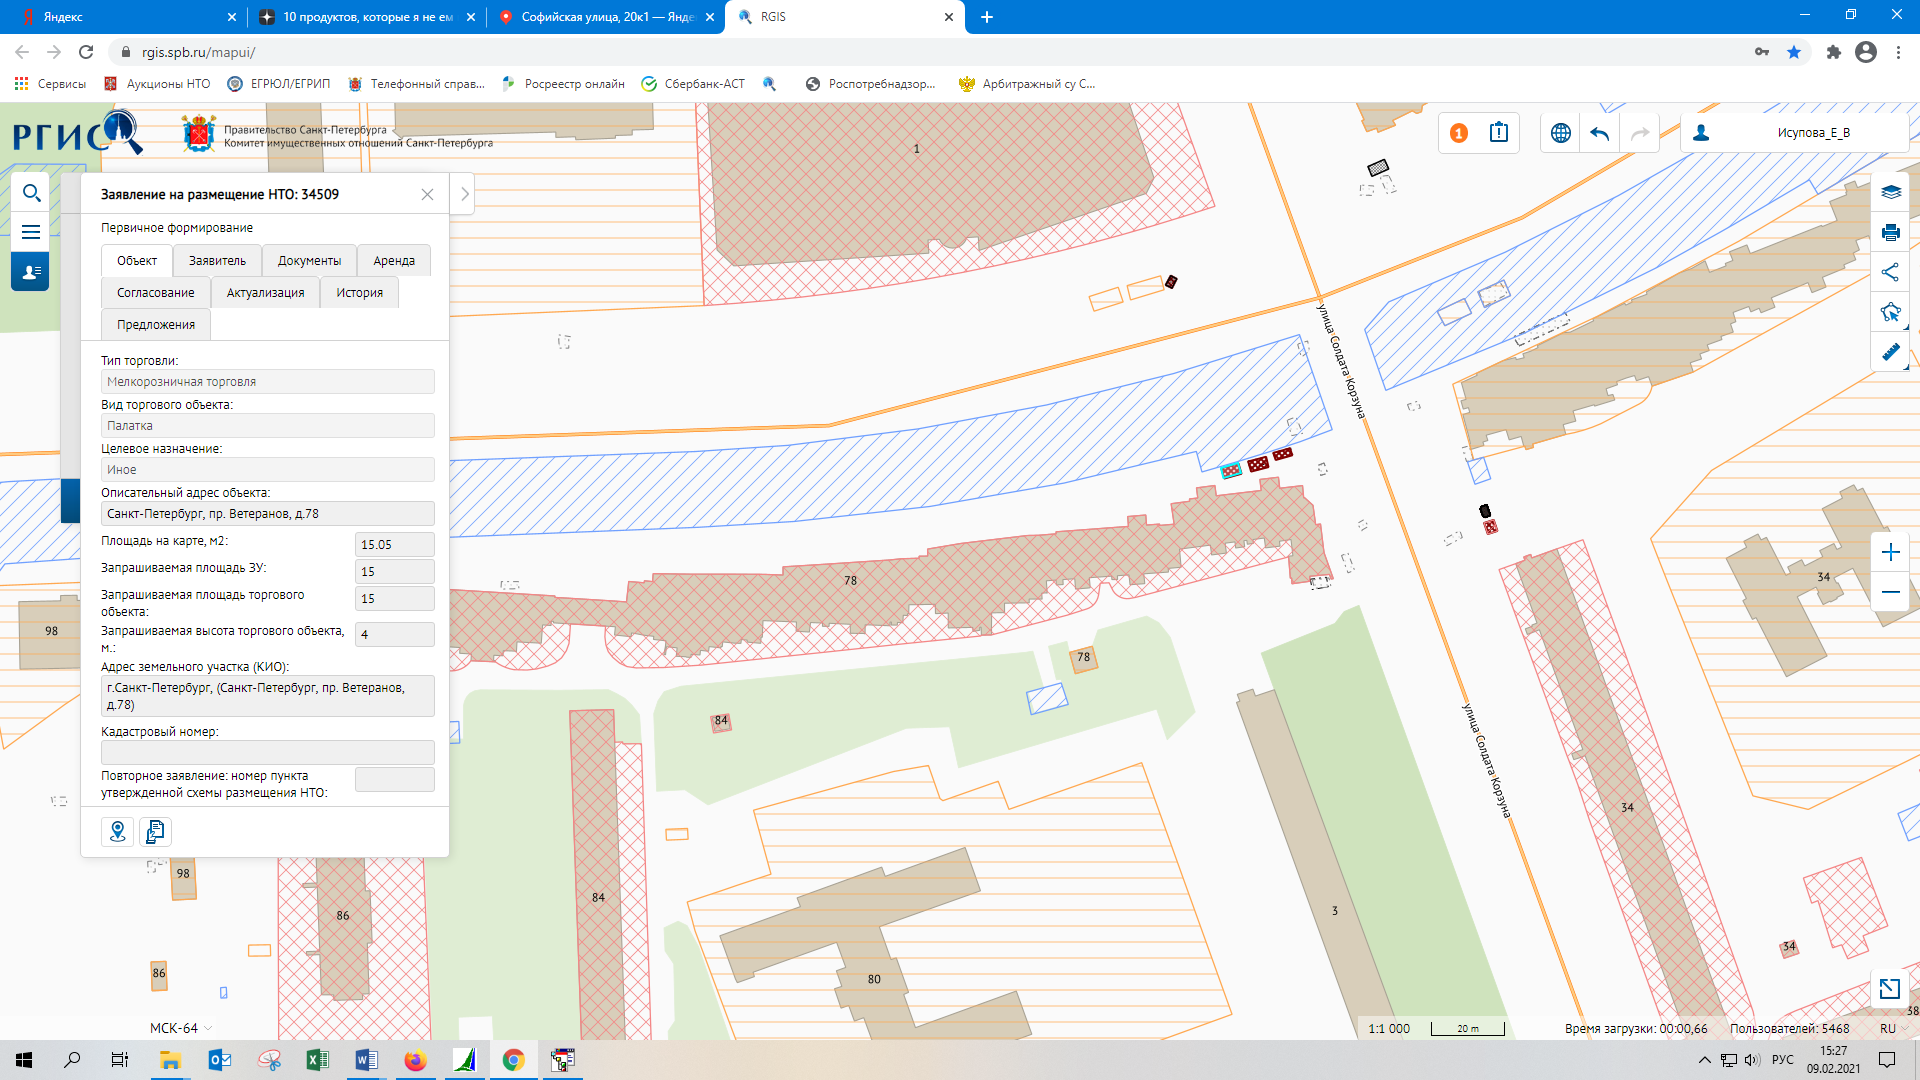 Яндекс
10 продуктов, которые я не ем
Софийская улица, 20к1 — Янде
RGIS
rgis.spb.ru/mapui/
Сервисы
Аукционы НТО
ЕГРЮЛ/ЕГРИП
Телефонный справ...
Росреестр онлайн
Сбербанк-АСТ
Роспотребнадзор...
Арбитражный су С...
РГИС
Правительство Санкт-Петербурга
Комитет имущественных отношений Санкт-Петербурга
1
Исупова_Е_В
Заявление на размещение НТО: 34509
Первичное формирование
Объект
Заявитель
Документы
Аренда
Согласование
Актуализация
История
Предложения
Тип торговли:
Мелкорозничная торговля
Вид торгового объекта:
Палатка
Целевое назначение:
Иное
Описательный адрес объекта:
Санкт-Петербург, пр. Ветеранов, д.78
Площадь на карте, м2:
15.05
Запрашиваемая площадь ЗУ:
15
Запрашиваемая площадь торгового
объекта:
15
Запрашиваемая высота торгового объекта,
м.:
4
Адрес земельного участка (КИО):
г.Санкт-Петербург, (Санкт-Петербург, пр. Ветеранов,
д.78)
Кадастровый номер:
Повторное заявление: номер пункта
утвержденной схемы размещения НТО:
1
улица Солдата Корзуна
78
34
98
78
84
улица Солдата Корзуна
34
98
84
86
3
34
86
80
58
МСК-64
1:1 000
20 m
Время загрузки: 00:00,66
Пользователей: 5468
RU
РУС
15:27
09.02.2021